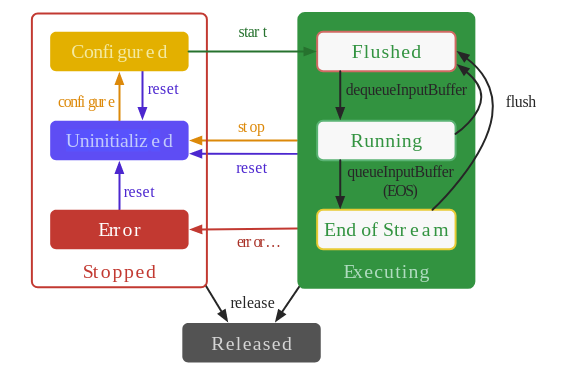 start
Configured
Flushed
reset
dequeueInputBuffer
configure
flush
stop
Uninitialized
Running
reset
queueInputBuffer
(EOS)
reset
Error
End of Stream
error...
Stopped
Executing
release
Released